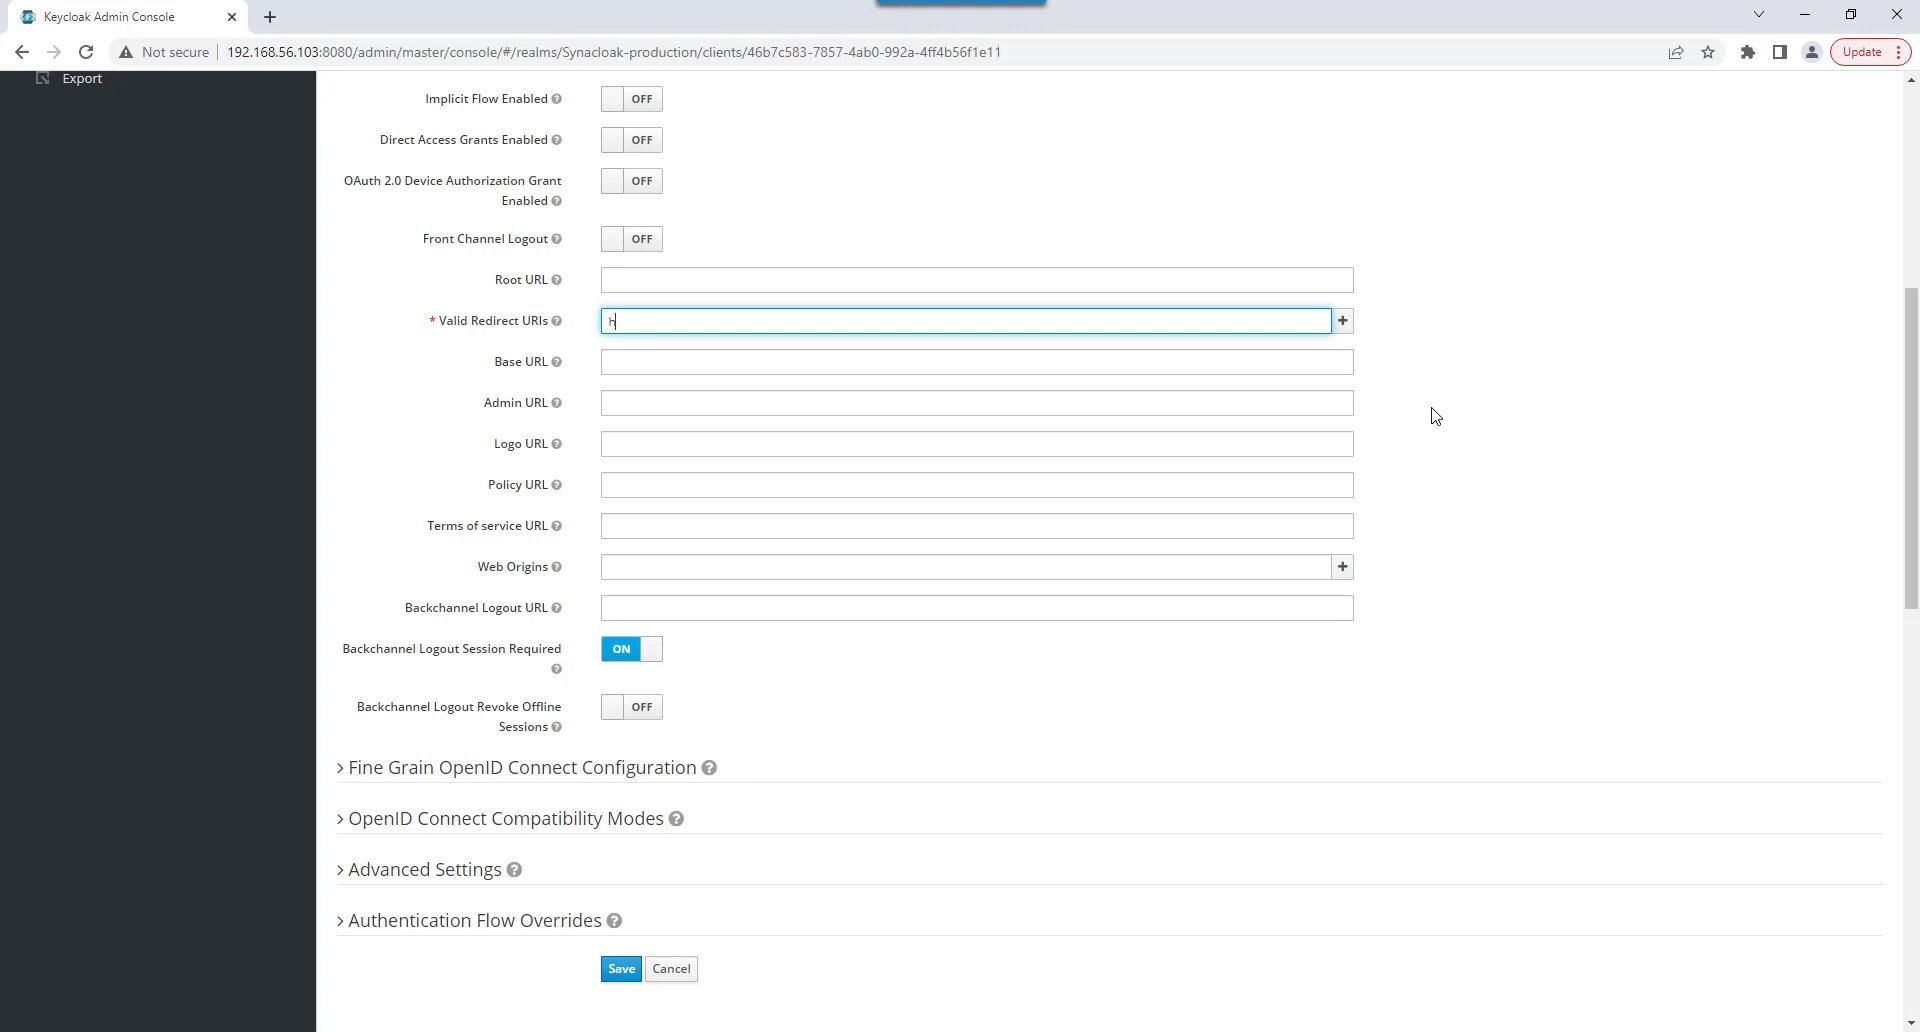 Keycloak Admin Console
Not secure
192.168.56.103:8080/admin/master/console/#/realms/Synacloak-production/clients/46b7c583-7857-4ab0-992a-4ff4b56f1e11
Update
Export
Implicit Flow Enabled
OFF
Direct Access Grants Enabled
OFF
OAuth 2.0 Device Authorization Grant
Enabled
OFF
Front Channel Logout
OFF
Root URL
* Valid Redirect URIs
h
Base URL
Admin URL
Logo URL
Policy URL
Terms of service URL
Web Origins
Backchannel Logout URL
Backchannel Logout Session Required
ON
Backchannel Logout Revoke Offline
Sessions
OFF
Fine Grain OpenID Connect Configuration
OpenID Connect Compatibility Modes
Advanced Settings
Authentication Flow Overrides
Save Cancel